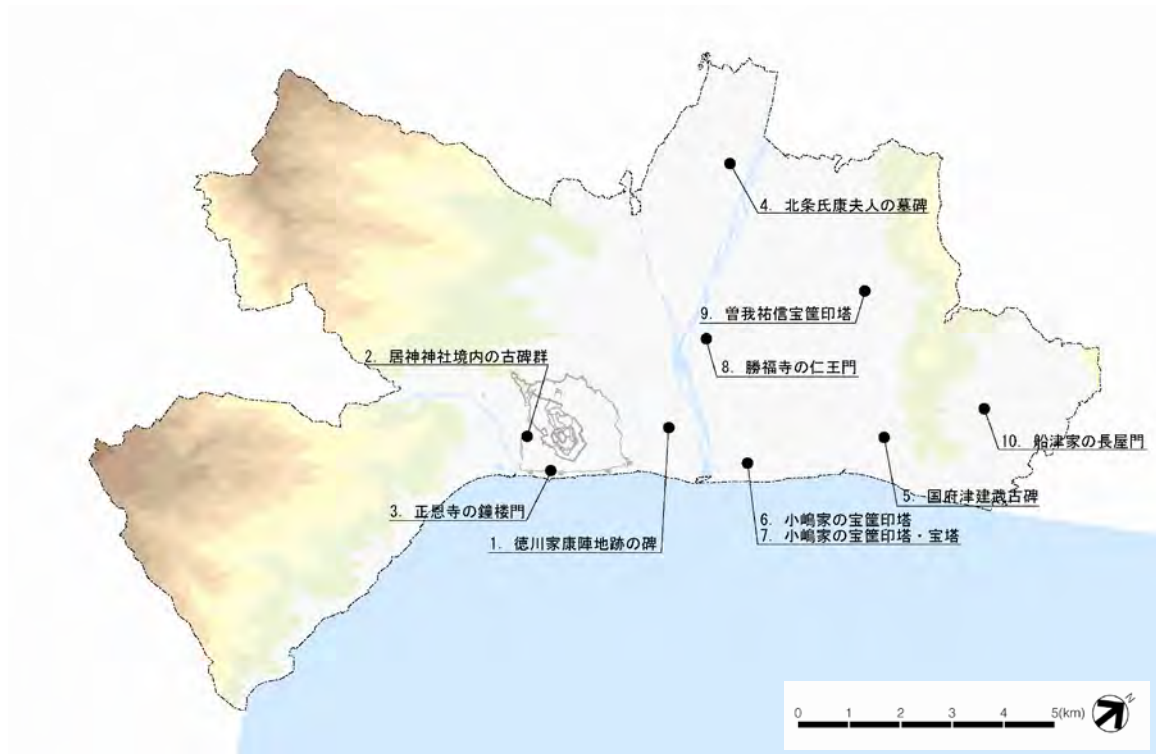 4. 北条氏康夫人の墓碑
9. 曽我祐信宝筐印塔
2. 居神神社境内の古碑群
8. 勝福寺の仁王門
10. 船津家の長屋門
5. 国府津建武古碑
3. 正恩寺の鐘楼門
6. 小嶋家の宝筐印塔
7. 小嶋家の宝筐印塔・宝塔
1. 徳川家康陣地跡の碑
0 1 2 3 4 5(km)
N